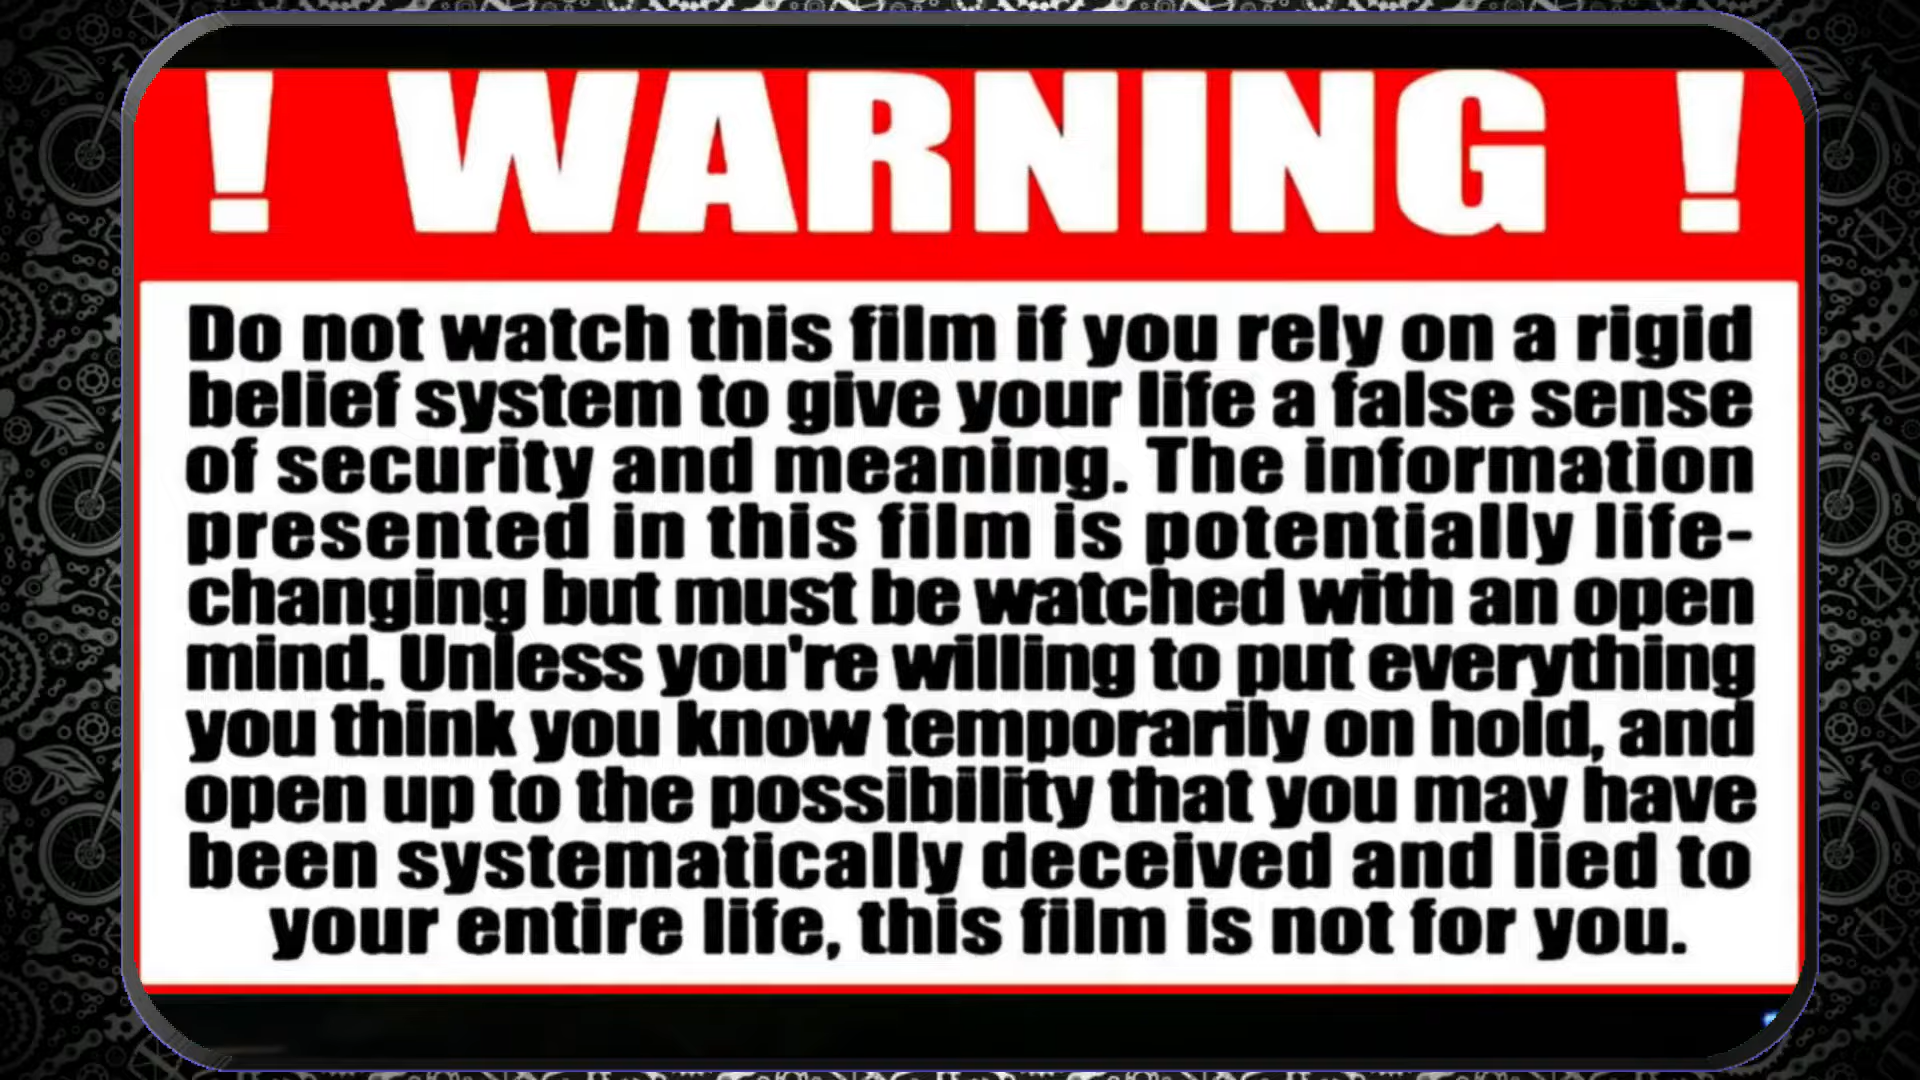 ! WARNING !
Do not watch this film if you rely on a rigid
belief system to give your life a false sense
of security and meaning. The information
presented in this film is potentially life-
changing but must be watched with an open
mind. Unless you're willing to put everything
you think you know temporarily on hold, and
open up to the possibility that you may have
been systematically deceived and lied to
your entire life, this film is not for you.